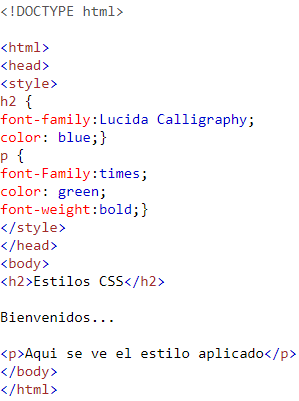 <!DOCTYPE html>
<html>
<head>
<style>
h2 {
font-family:Lucida Calligraphy;
color: blue;}
p {
font-Family:times;
color: green;
font-weight:bold;}
</style>
</head>
<body>
<h2>Estilos CSS</h2>
Bienvenidos...
<p>Aqui se ve el estilo aplicado</p>
</body>
</html>